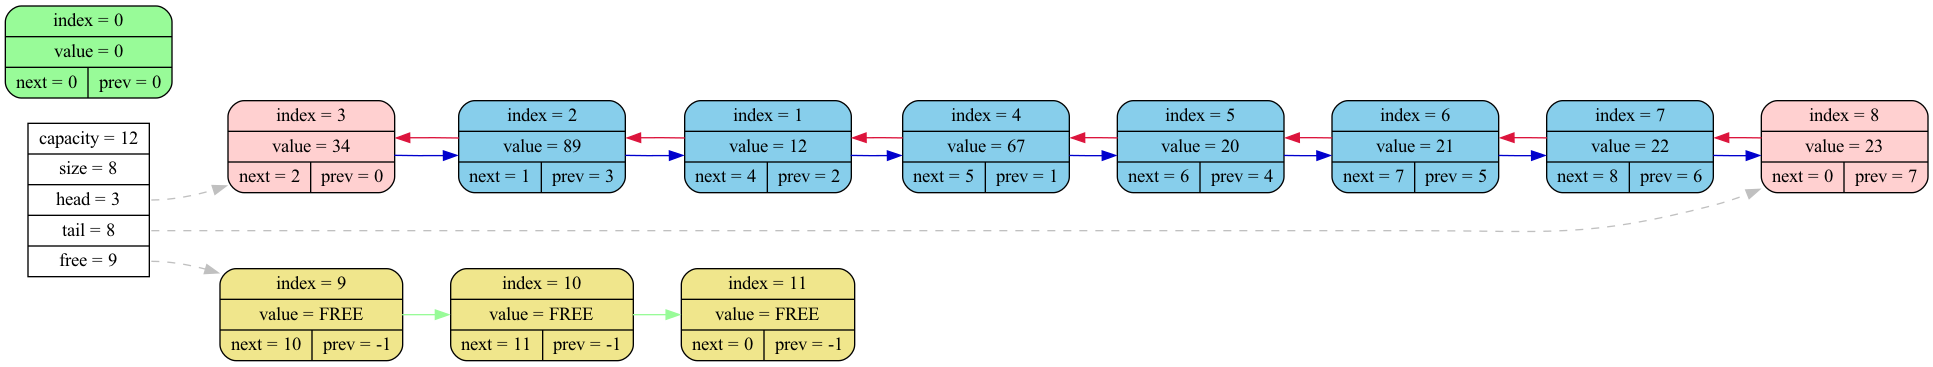 index = 0
value = 0
next = 0 prev = 0
capacity = 12
size = 8
head = 3
tail = 8
free = 9
index = 3
value = 34
next = 2 prev = 0
index = 2
value = 89
next = 1 prev = 3
index = 1
value = 12
next = 4 prev = 2
index = 4
value = 67
next = 5 prev = 1
index = 5
value = 20
next = 6 prev = 4
index = 6
value = 21
next = 7 prev = 5
index = 7
value = 22
next = 8 prev = 6
index = 8
value = 23
next = 0 prev = 7
index = 9
value = FREE
next = 10 prev = -1
index = 10
value = FREE
next = 11 prev = -1
index = 11
value = FREE
next = 0 prev = -1